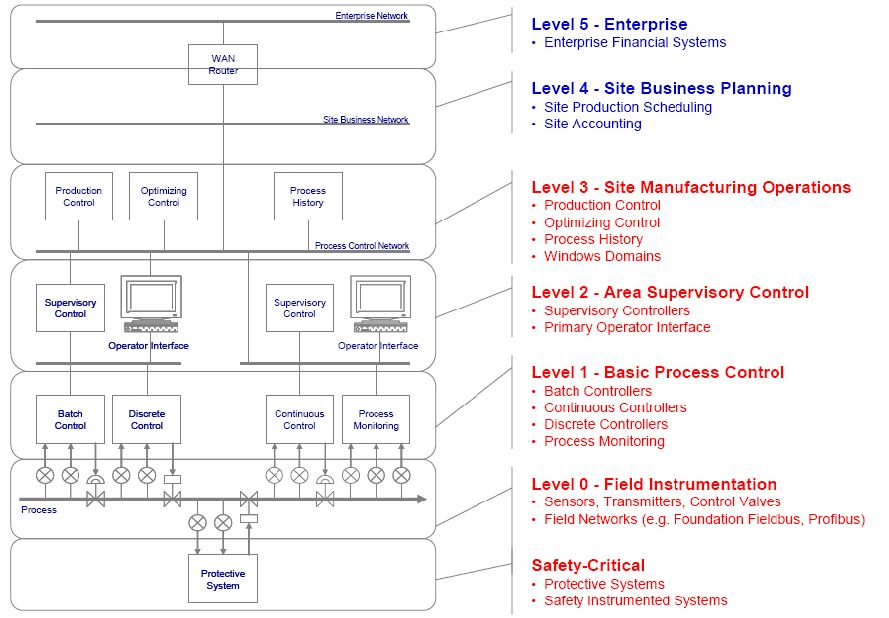 Enterprise Network
WAN
Router
Site Business Network
Production
Control
Optimizing
Control
Process
History
Process Control Network
Supervisory
Control
Operator Interface
Supervisory
Control
Operator Interface
Batch
Control
Discrete
Control
Continuous
Control
Process
Monitoring
Process
Protective
System
Level 5 - Enterprise
• Enterprise Financial Systems
Level 4 - Site Business Planning
• Site Production Scheduling
• Site Accounting
Level 3 - Site Manufacturing Operations
• Production Control
• Optimizing Control
• Process History
• Windows Domains
Level 2 - Area Supervisory Control
• Supervisory Controllers
• Primary Operator Interface
Level 1 - Basic Process Control
• Batch Controllers
• Continuous Controllers
• Discrete Controllers
• Process Monitoring
Level 0 - Field Instrumentation
• Sensors, Transmitters, Control Valves
• Field Networks (e.g. Foundation Fieldbus, Profibus)
Safety-Critical
• Protective Systems
• Safety Instrumented Systems